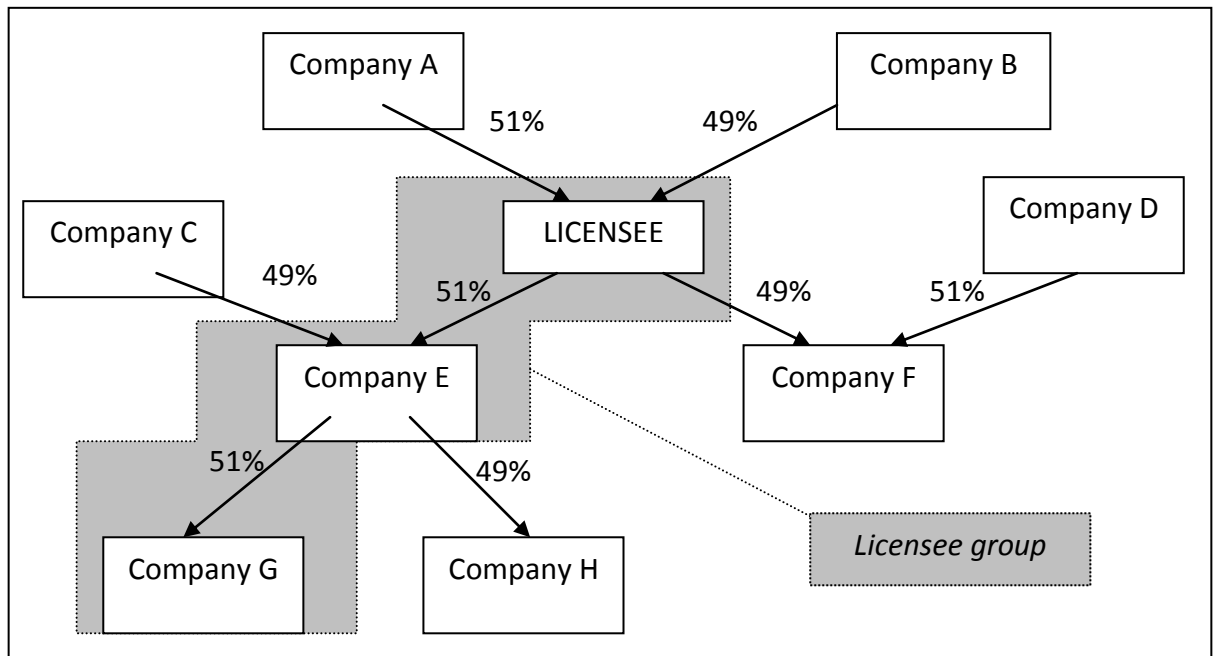 Company A
Company B
51%
49%
Company C
LICENSEE
Company D
49%
51%
49%
51%
Company E
Company F
51%
49%
Company G
Company H
Licensee group